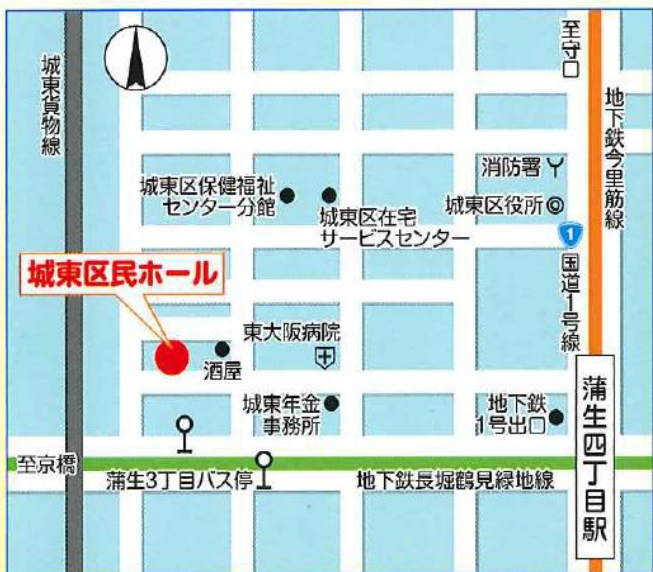 至守口
城東貨物線
地下鉄今里筋線
消防署
城東区保健福祉
センター分館
城東区在宅
サービスセンター
城東区役所
1
国道1号線
城東区民ホール
東大阪病院
酒屋
城東年金
事務所
地下鉄
1号出口
蒲生四丁目駅
至京橋
蒲生3丁目バス停
地下鉄長堀鶴見緑地線